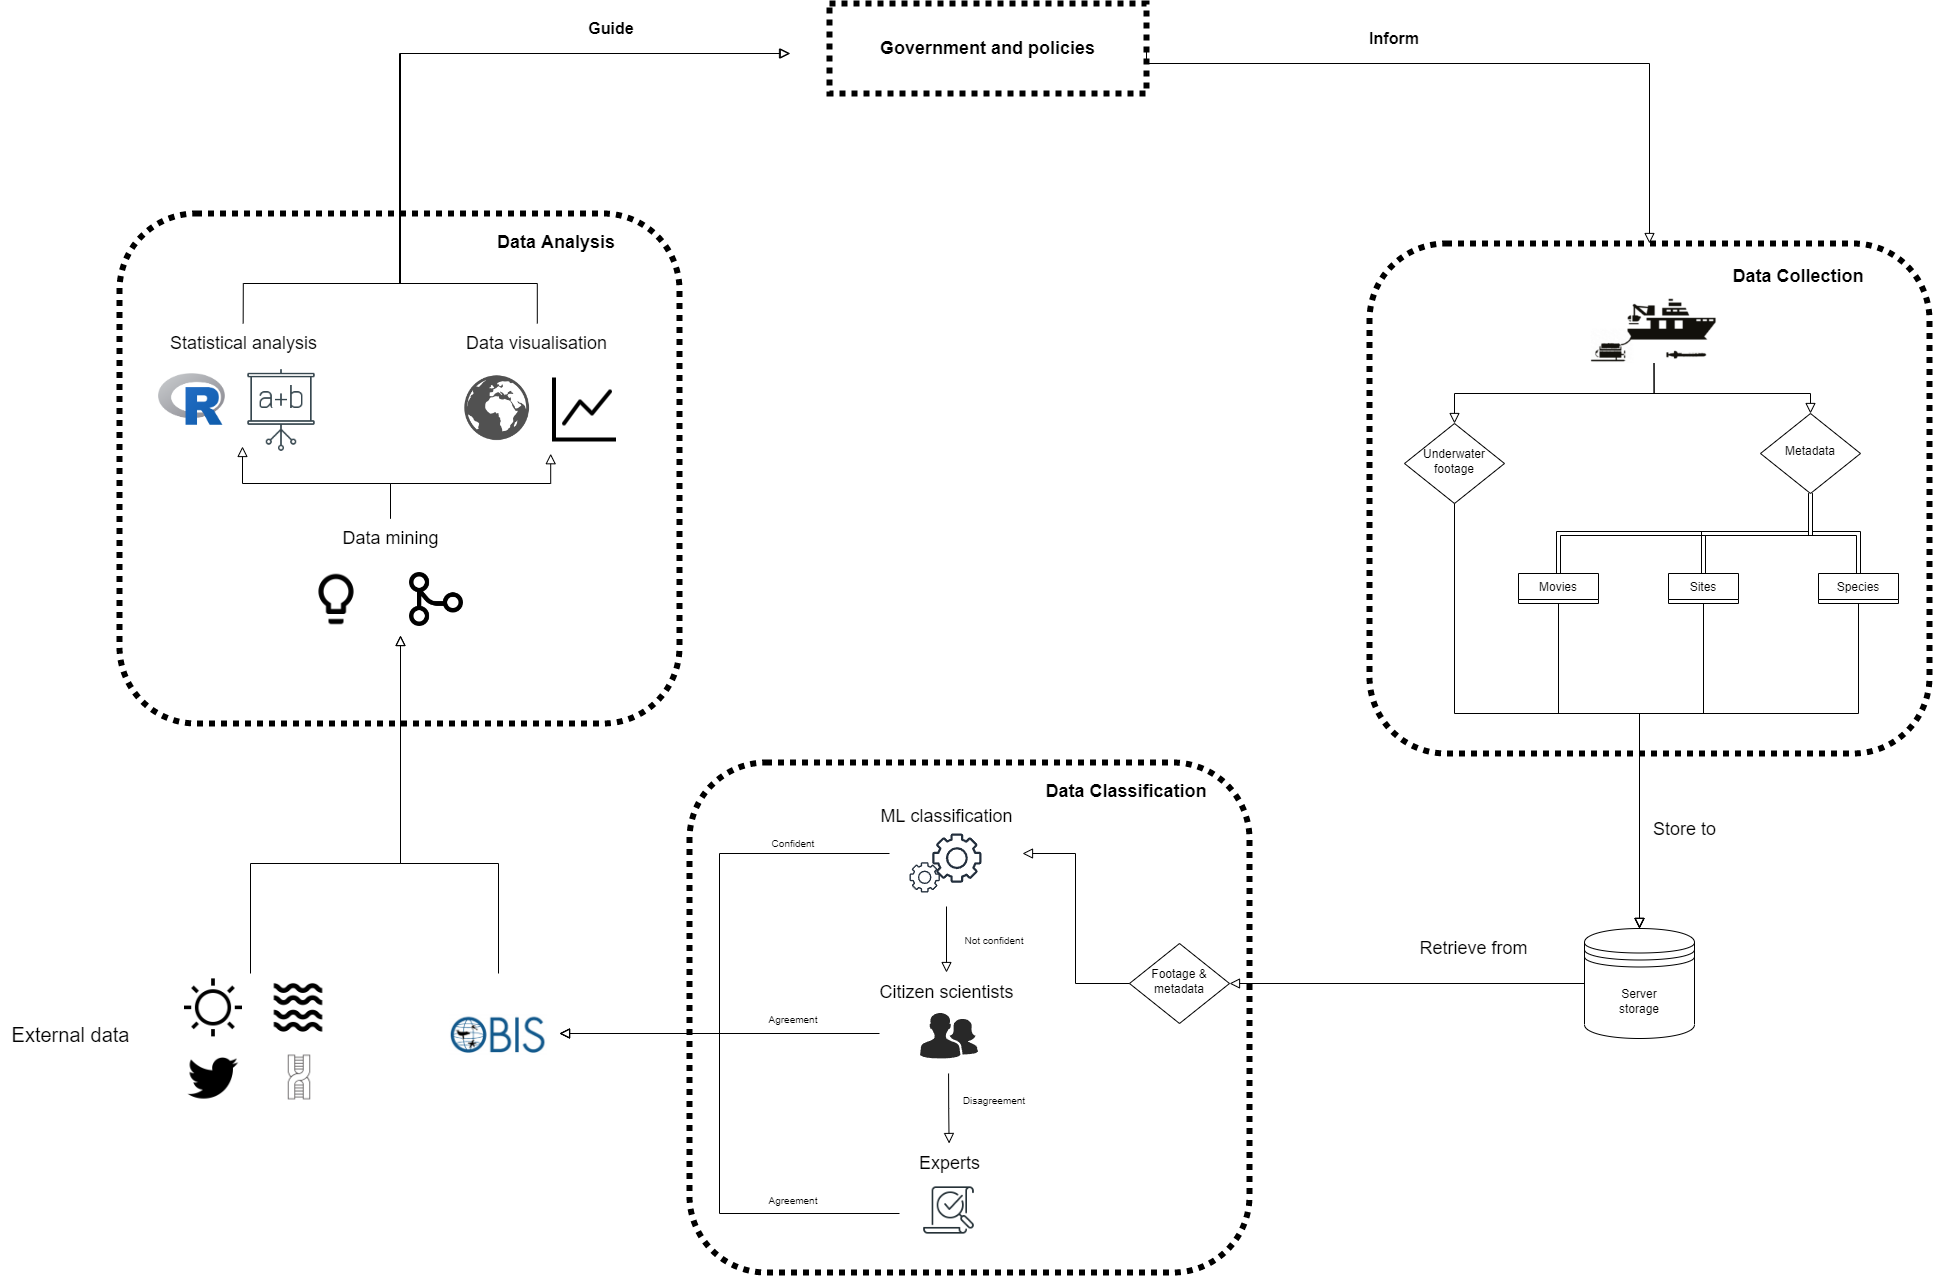 Guide
Government and policies
Inform
Data Analysis
Statistical analysis
Data visualisation
R
a+b
Data mining
Data Collection
Underwater
footage
Metadata
Movies
Sites
Species
Store to
Data Classification
ML classification
Confident
Not confident
Retrieve from
Footage &
metadata
Server
storage
Citizen scientists
Agreement
Disagreement
Experts
Agreement
External data
OBIS